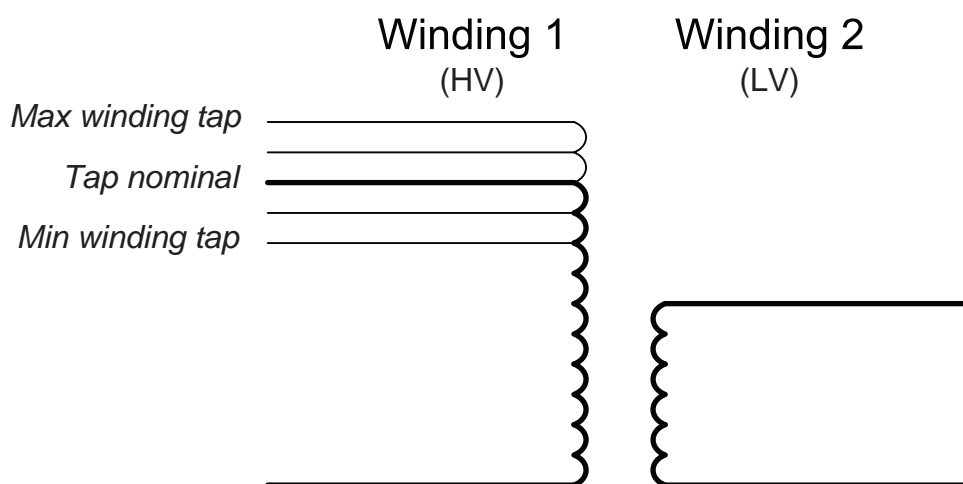 Winding 1
(HV)
Winding 2
(LV)
Max winding tap
Tap nominal
Min winding tap